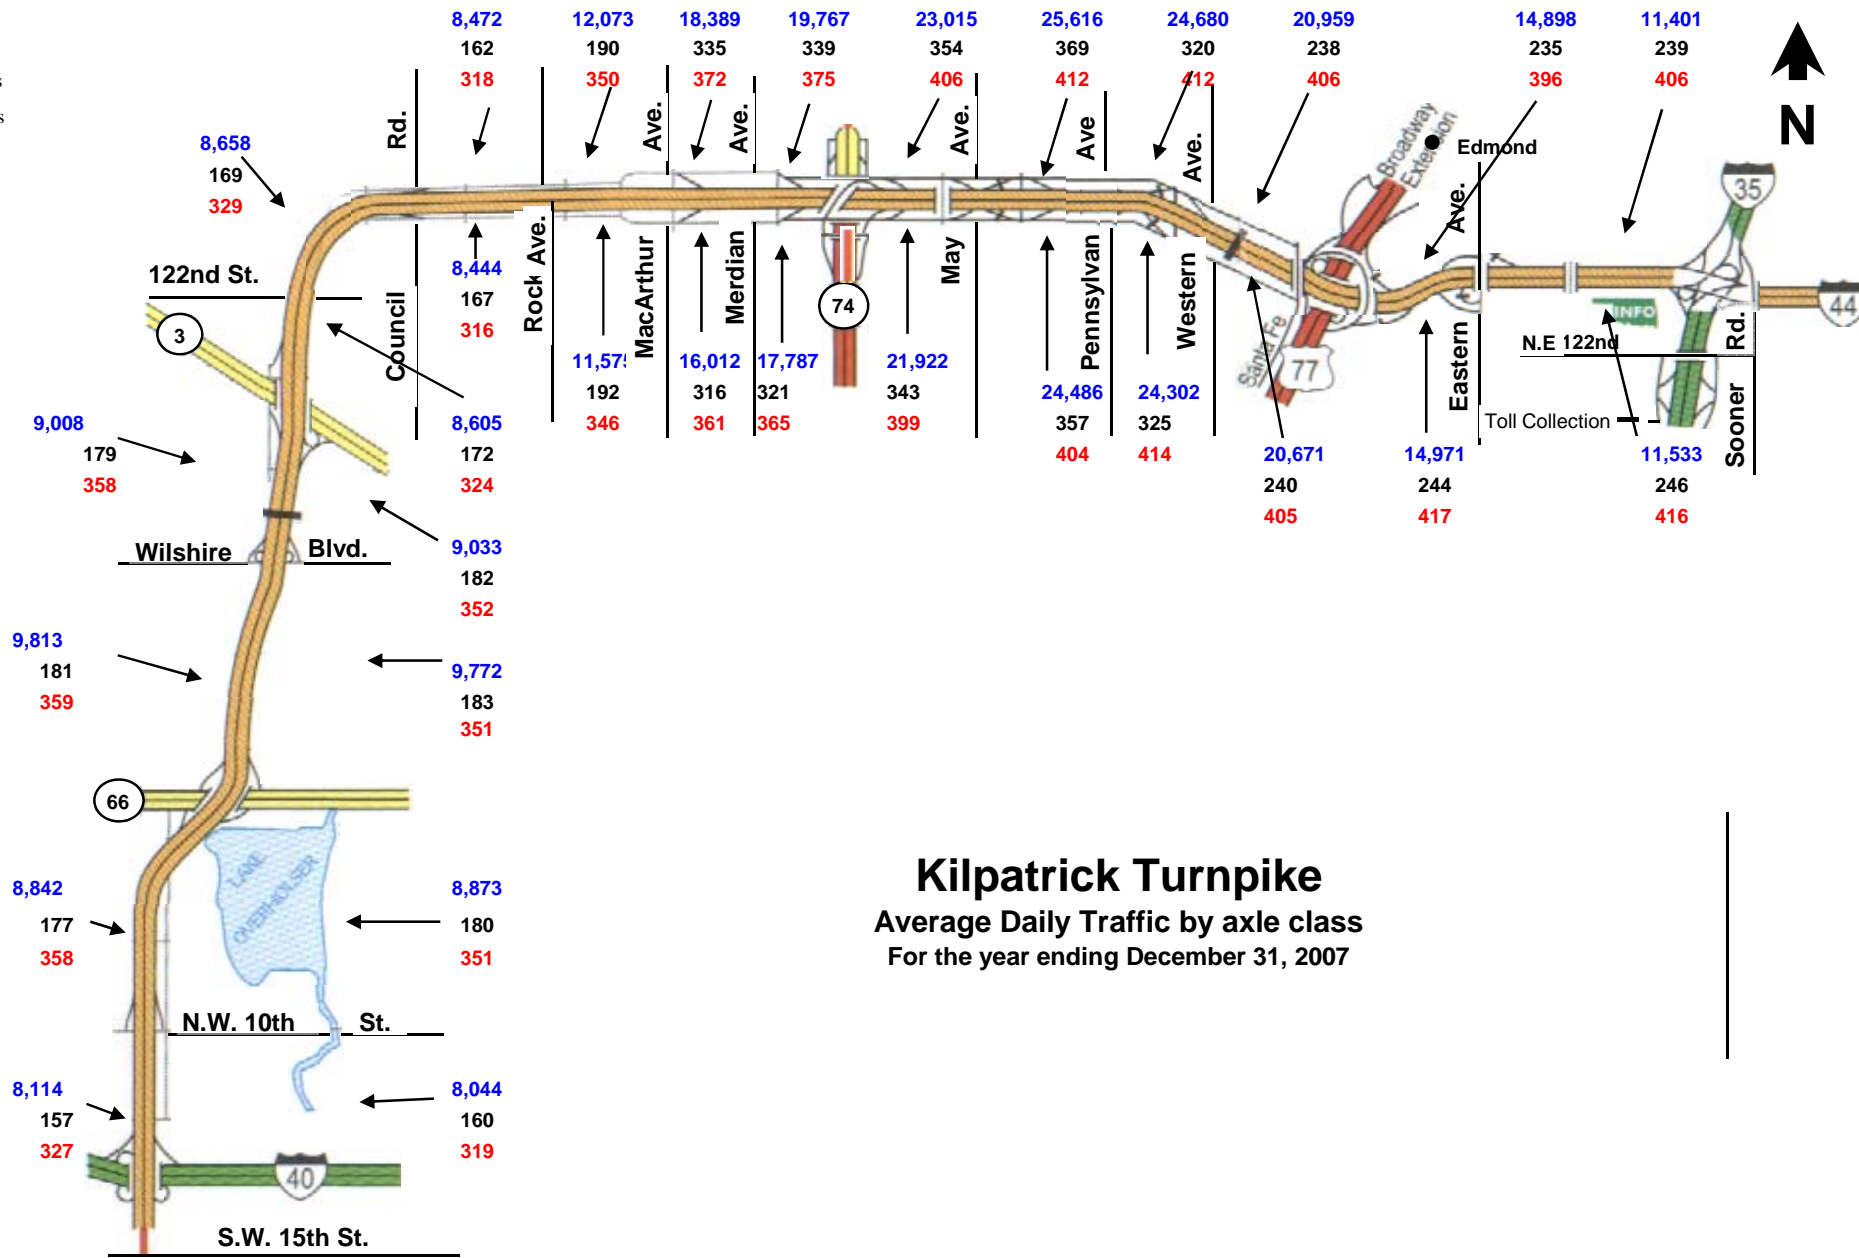 8,472 12,073 18,389 19,767 23,015 25,616 24,680 20,959 14,898 11,401
162 190 335 339 354 369 320 238 235 239
318 350 372 375 406 412 412 406 396 406
s
s
N
Rd. Ave. Ave. Ave. Ave Ave. Broadway Extension Edmond Ave.
8,658
169
329
35
122nd St.
3
Council
8,444
167
316
Rock Ave.
MacArthur
Merdian
74
May
Pennsylvan
Western
Santa Fe
77
Eastern
INFO
44
N.E 122nd
Rd.
Sooner
Toll Collection
11,575 16,012 17,787 21,922 24,486 24,302
192 316 321 343 357 325
346 361 365 399 404 414
20,671 14,971 11,533
240 244 246
405 417 416
9,008
179
358
8,605
172
324
Wilshire Blvd.
9,033
182
352
9,813
181
359
9,772
183
351
66
LAKE OVERHOLSER
8,842
177
358
8,873
180
351
Kilpatrick Turnpike
Average Daily Traffic by axle class
For the year ending December 31, 2007
N.W. 10th St.
8,114
157
327
8,044
160
319
40
S.W. 15th St.